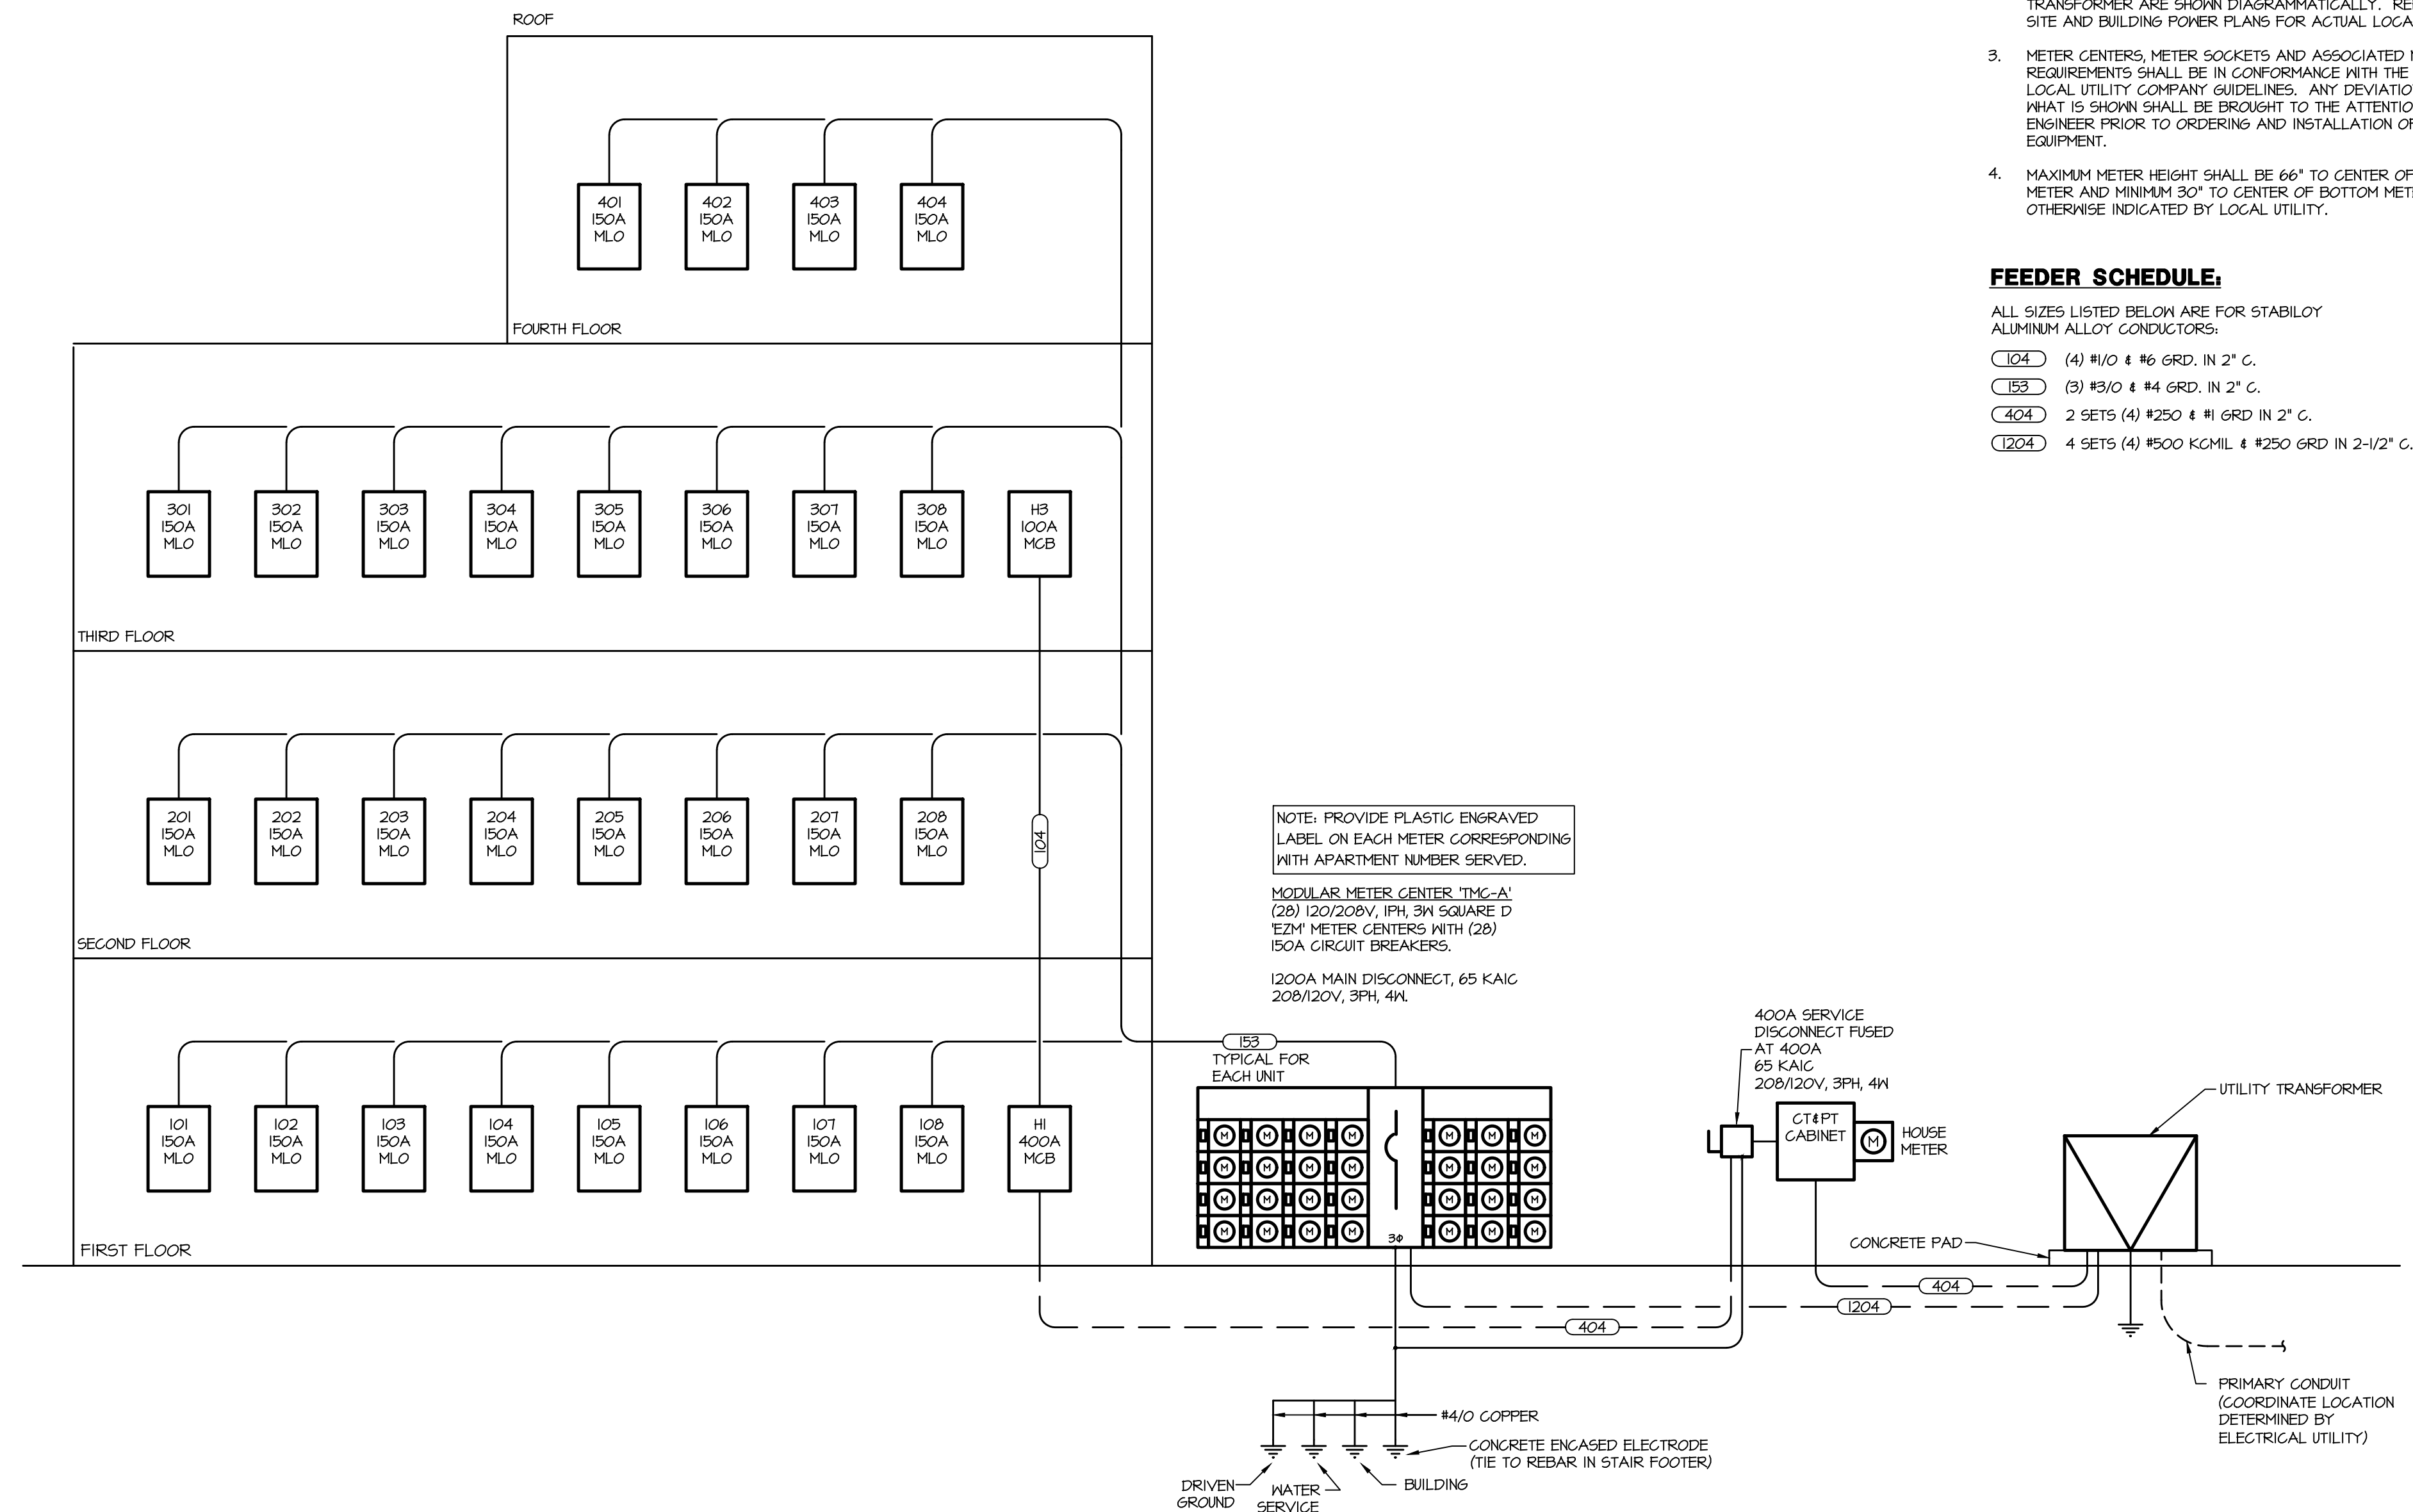 ROOF
401
150A
MLO
402
150A
MLO
403
150A
MLO
404
150A
MLO
FOURTH FLOOR
301
150A
MLO
302
150A
MLO
303
150A
MLO
304
150A
MLO
305
150A
MLO
306
150A
MLO
307
150A
MLO
308
150A
MLO
H3
100A
MCB
THIRD FLOOR
201
150A
MLO
202
150A
MLO
203
150A
MLO
204
150A
MLO
205
150A
MLO
206
150A
MLO
207
150A
MLO
208
150A
MLO
104
SECOND FLOOR
101
150A
MLO
102
150A
MLO
103
150A
MLO
104
150A
MLO
105
150A
MLO
106
150A
MLO
107
150A
MLO
108
150A
MLO
H1
400A
MCB
FIRST FLOOR
NOTE: PROVIDE PLASTIC ENGRAVED
LABEL ON EACH METER CORRESPONDING
WITH APARTMENT NUMBER SERVED.
MODULAR METER CENTER 'TMC-A'
(28) 120/208V, 1PH, 3W SQUARE D
'EZM' METER CENTERS WITH (28)
150A CIRCUIT BREAKERS.
1200A MAIN DISCONNECT, 65 KAIC
208/120V, 3PH, 4W.
153
TYPICAL FOR
EACH UNIT
M M M M M M M
M M M M M M M
M M M M M M M
M M M M M M M
3Φ
400A SERVICE
DISCONNECT FUSED
AT 400A
65 KAIC
208/120V, 3PH, 4W
CT&PT
CABINET
M
HOUSE
METER
UTILITY TRANSFORMER
CONCRETE PAD
404
1204
404
#4/0 COPPER
CONCRETE ENCASED ELECTRODE
(TIE TO REBAR IN STAIR FOOTER)
DRIVEN
GROUND
WATER
SERVICE
BUILDING
PRIMARY CONDUIT
(COORDINATE LOCATION
DETERMINED BY
ELECTRICAL UTILITY)
TRANSFORMER ARE SHOWN DIAGRAMMATICALLY.
SITE AND BUILDING POWER PLANS FOR ACTUAL
3. METER CENTERS, METER SOCKETS AND ASSOCIATED
REQUIREMENTS SHALL BE IN CONFORMANCE WITH THE
LOCAL UTILITY COMPANY GUIDELINES. ANY
WHAT IS SHOWN SHALL BE BROUGHT TO THE
ENGINEER PRIOR TO ORDERING AND INSTALLATION
EQUIPMENT.
4. MAXIMUM METER HEIGHT SHALL BE 66" TO CENTER OF
METER AND MINIMUM 30" TO CENTER OF BOTTOM
OTHERWISE INDICATED BY LOCAL UTILITY.
FEEDER SCHEDULE:
ALL SIZES LISTED BELOW ARE FOR STABILOY
ALUMINUM ALLOY CONDUCTORS:
104 (4) #1/0 & #6 GRD. IN 2" C.
153 (3) #3/0 & #4 GRD. IN 2" C.
404 2 SETS (4) #250 & #1 GRD IN 2" C.
1204 4 SETS (4) #500 KCMIL & #250 GRD IN 2-1/2" C.